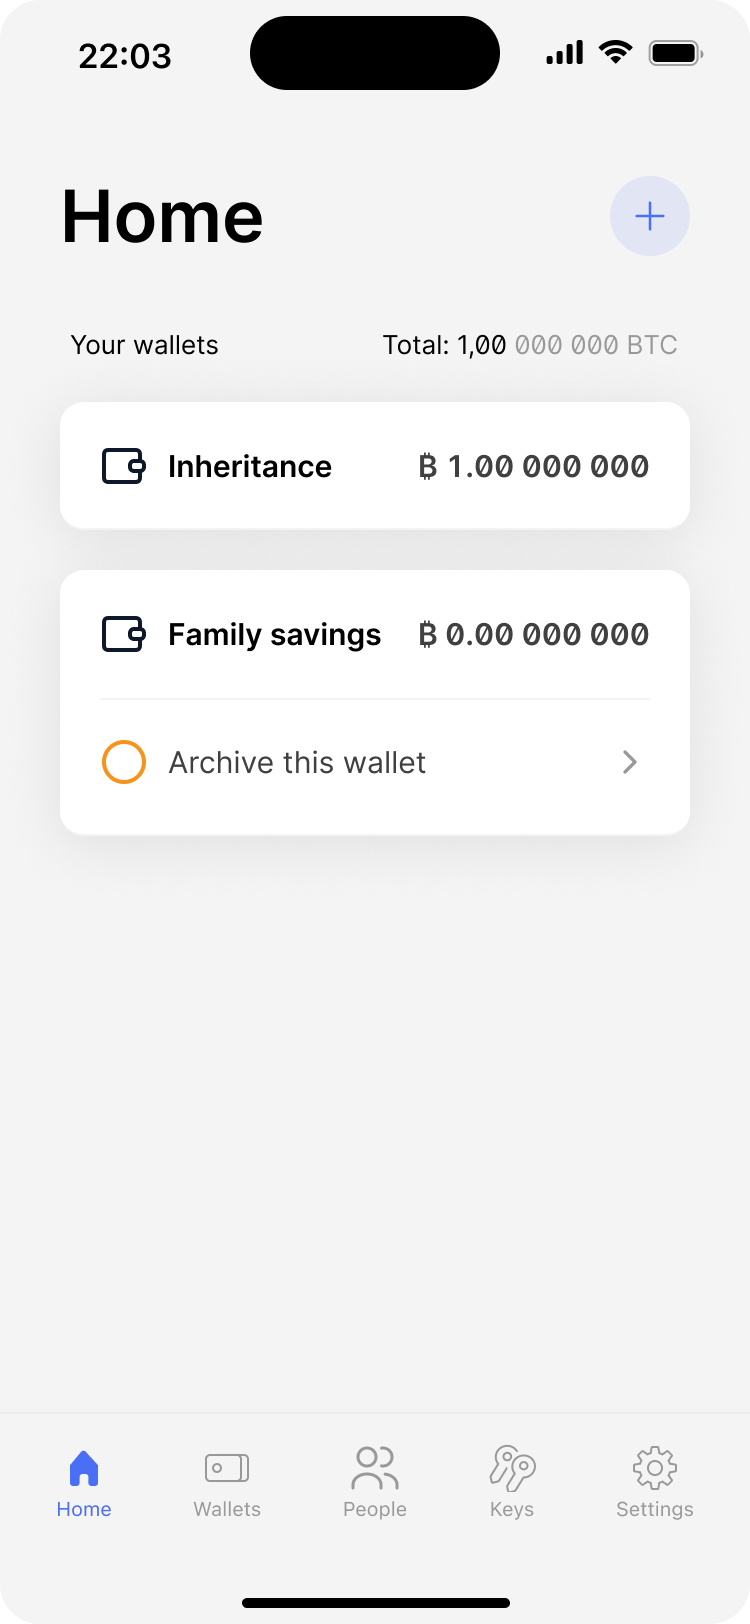 22:03
Home
Your wallets
Total: 1,00 000 000 BTC
Inheritance
₿ 1.00 000 000
Family savings
₿ 0.00 000 000
Archive this wallet
Home
Wallets
People
Keys
Settings